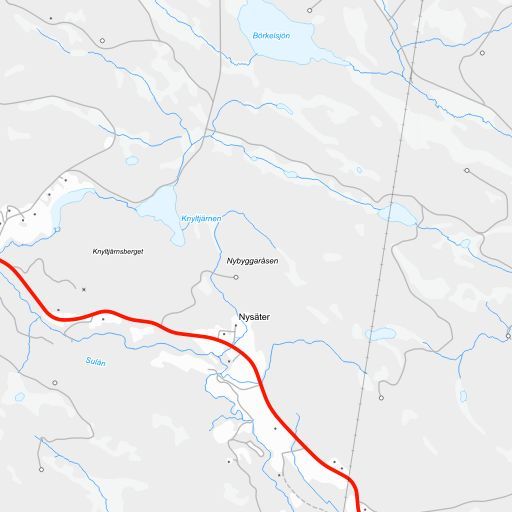 Börkelsjön
Knyltjärnen
Knyltjärnsberget
Nybyggaråsen
Nysäter
Sulån